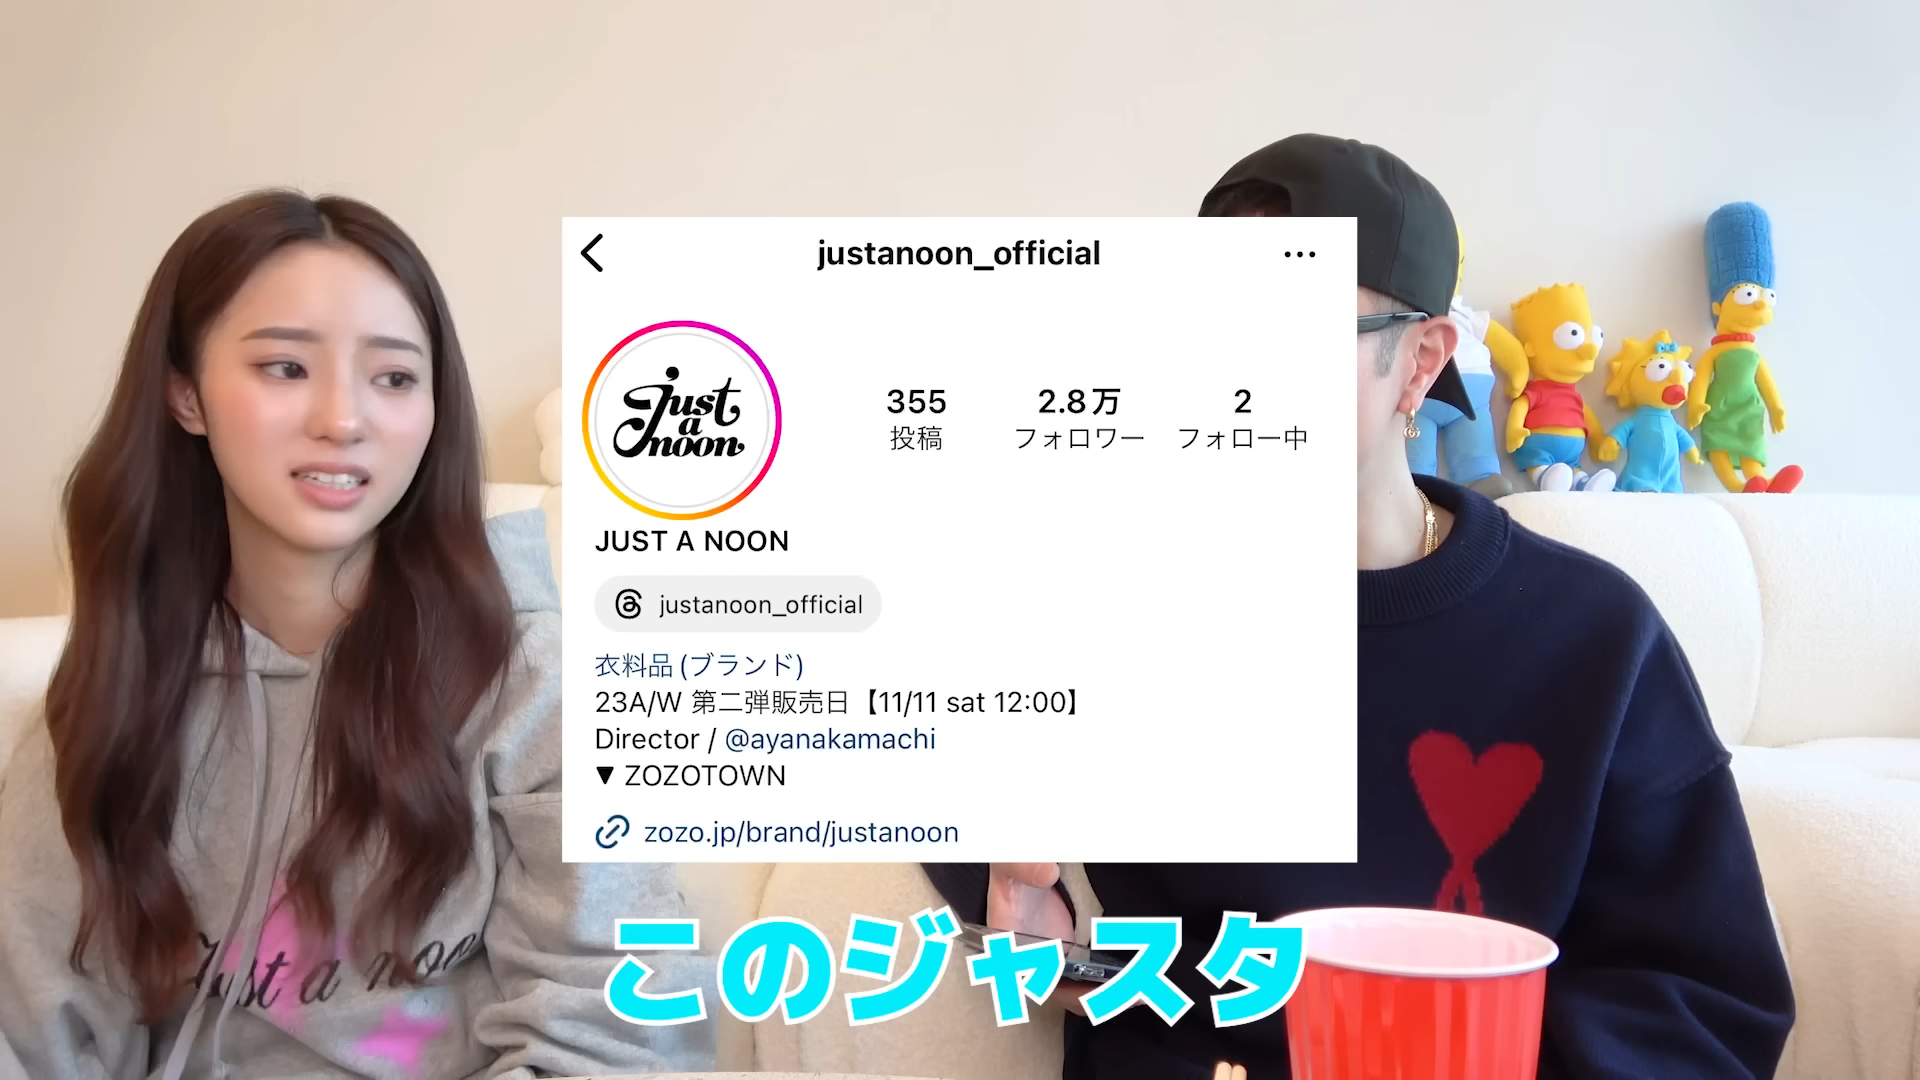 justanoon_official
just
a
noon
355
2.8万
2
投稿
フォロワー
フォロー中
JUST A NOON
justanoon_official
衣料品 (ブランド)
23A/W 第二弾販売日【11/11 sat 12:00】
Director / @ayanakamachi
▼ ZOZOTOWN
zozo.jp/brand/justanoon
Just a noon
このジャスタ